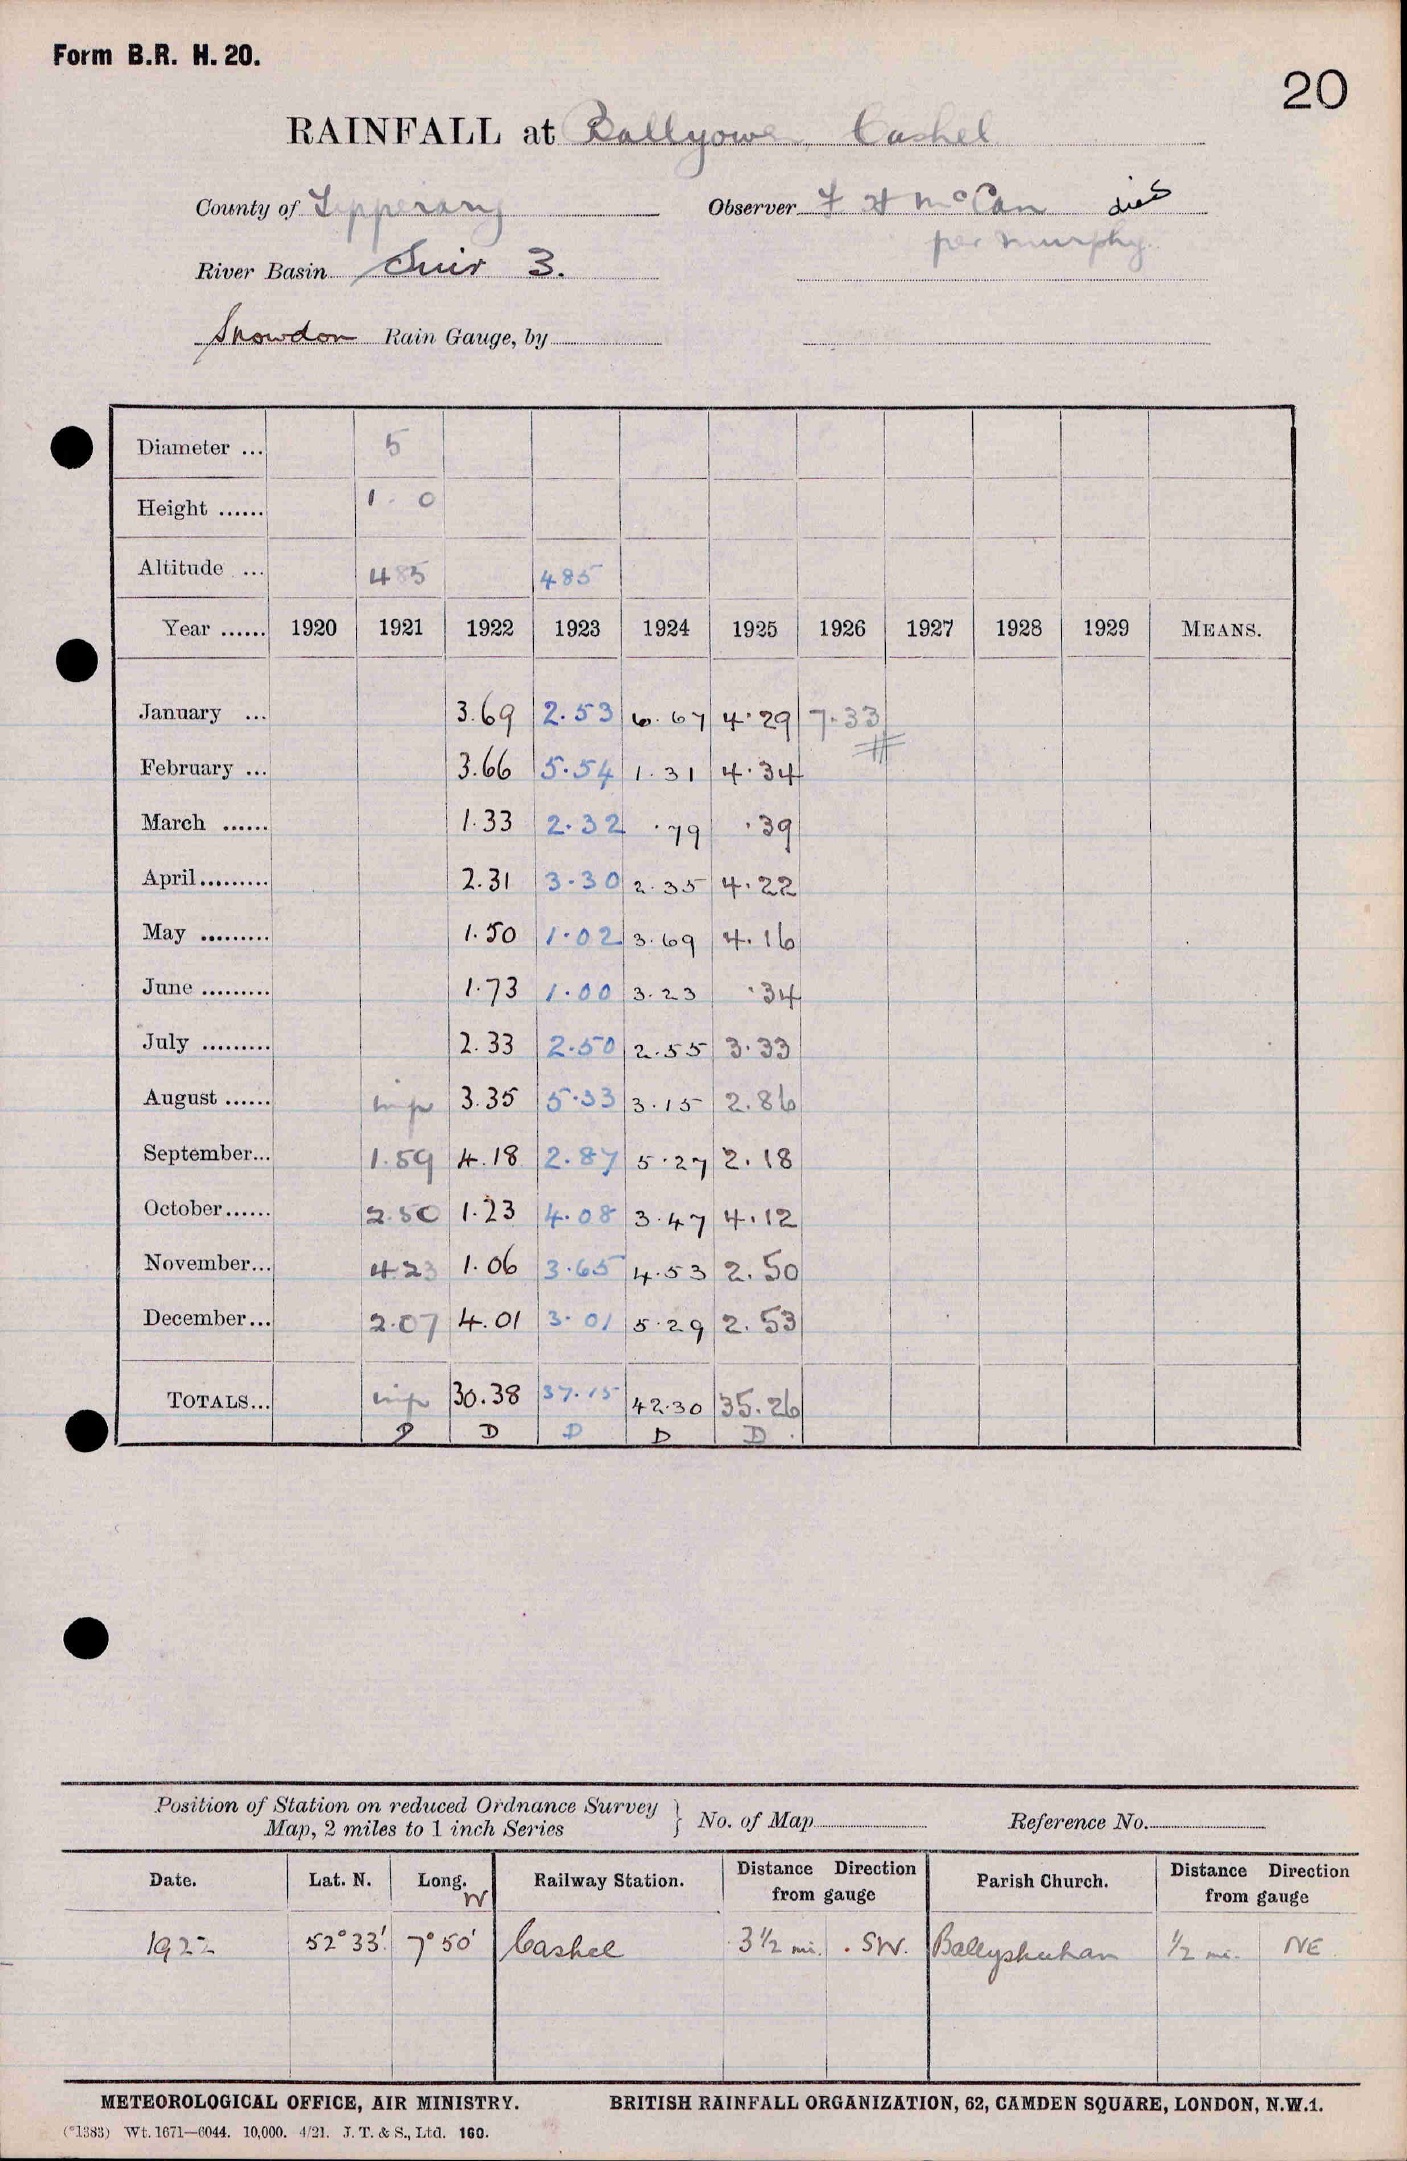 Form B.R. H. 20.
20
RAINFALL at Ballyowen, Cashel
County of Tipperary Observer F H McCan dies
per Murphy.
River Basin Suir 3.
Snowdon Rain Gauge, by
Diameter ... 5
Height ...... 1 - 0
Altitude ... 485 485
Year ...... 1920 1921 1922 1923 1924 1925 1926 1927 1928 1929 MEANS.
January ... 3.69 2.53 6.67 4.29 7.33
February ... 3.66 5.54 1.31 4.34
March ...... 1.33 2.32 .79 .39
April......... 2.31 3.30 2.35 4.22
May ......... 1.50 1.02 3.69 4.16
June ......... 1.73 1.00 3.23 .34
July ......... 2.33 2.50 2.55 3.33
August ...... imp 3.35 5.33 3.15 2.86
September... 1.59 4.18 2.87 5.27 2.18
October...... 2.50 1.23 4.08 3.47 4.12
November... 4.23 1.06 3.65 4.53 2.50
December... 2.07 4.01 3.01 5.29 2.53
TOTALS... imp 30.38 37.15 42.30 35.26
D D D D D
Position of Station on reduced Ordnance Survey
Map, 2 miles to 1 inch Series } No. of Map Reference No.
Date. Lat. N. Long. W Railway Station. Distance Direction from gauge Parish Church. Distance Direction from gauge
1922 52°33' 7°50' Cashel 3½ mi. SW. Ballysheehan ½ mi. NE
METEOROLOGICAL OFFICE, AIR MINISTRY. BRITISH RAINFALL ORGANIZATION, 62, CAMDEN SQUARE, LONDON, N.W.1.
(*1383) Wt. 1671—6044. 10,000. 4/21. J. T. & S., Ltd. 160.